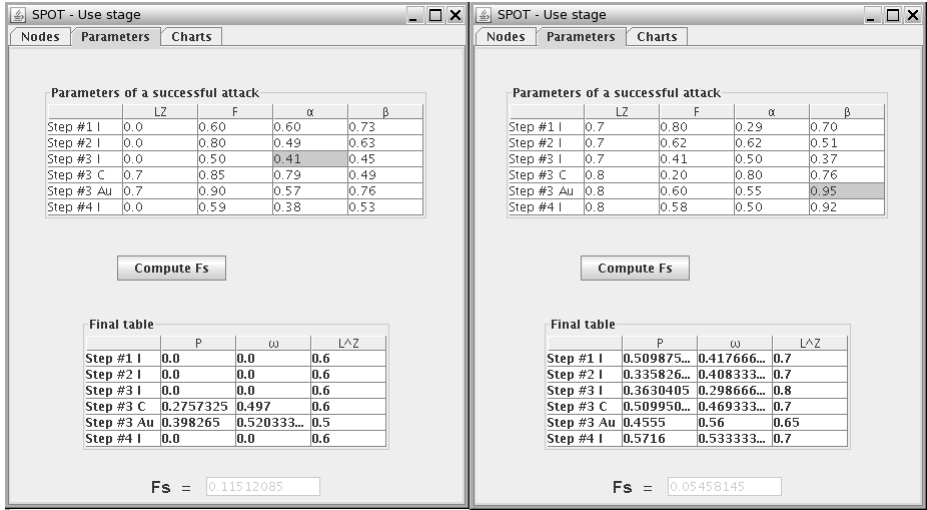 SPOT - Use stage
Nodes Parameters Charts
Parameters of a successful attack
LZ F α β
Step #1 I 0.0 0.60 0.60 0.73
Step #2 I 0.0 0.80 0.49 0.63
Step #3 I 0.0 0.50 0.41 0.45
Step #3 C 0.7 0.85 0.79 0.49
Step #3 Au 0.7 0.90 0.57 0.76
Step #4 I 0.0 0.59 0.38 0.53
Compute Fs
Final table
P ω L^Z
Step #1 I 0.0 0.0 0.6
Step #2 I 0.0 0.0 0.6
Step #3 I 0.0 0.0 0.6
Step #3 C 0.2757325 0.497 0.6
Step #3 Au 0.398265 0.520333... 0.5
Step #4 I 0.0 0.0 0.6
Fs = 0.11512085
SPOT - Use stage
Nodes Parameters Charts
Parameters of a successful attack
LZ F α β
Step #1 I 0.7 0.80 0.29 0.70
Step #2 I 0.7 0.62 0.62 0.51
Step #3 I 0.7 0.41 0.50 0.37
Step #3 C 0.8 0.20 0.80 0.76
Step #3 Au 0.8 0.60 0.55 0.95
Step #4 I 0.8 0.58 0.50 0.92
Compute Fs
Final table
P ω L^Z
Step #1 I 0.509875... 0.417666... 0.7
Step #2 I 0.335826... 0.408333... 0.7
Step #3 I 0.3630405 0.298666... 0.8
Step #3 C 0.509950... 0.469333... 0.7
Step #3 Au 0.4555 0.56 0.65
Step #4 I 0.5716 0.533333... 0.7
Fs = 0.05458145